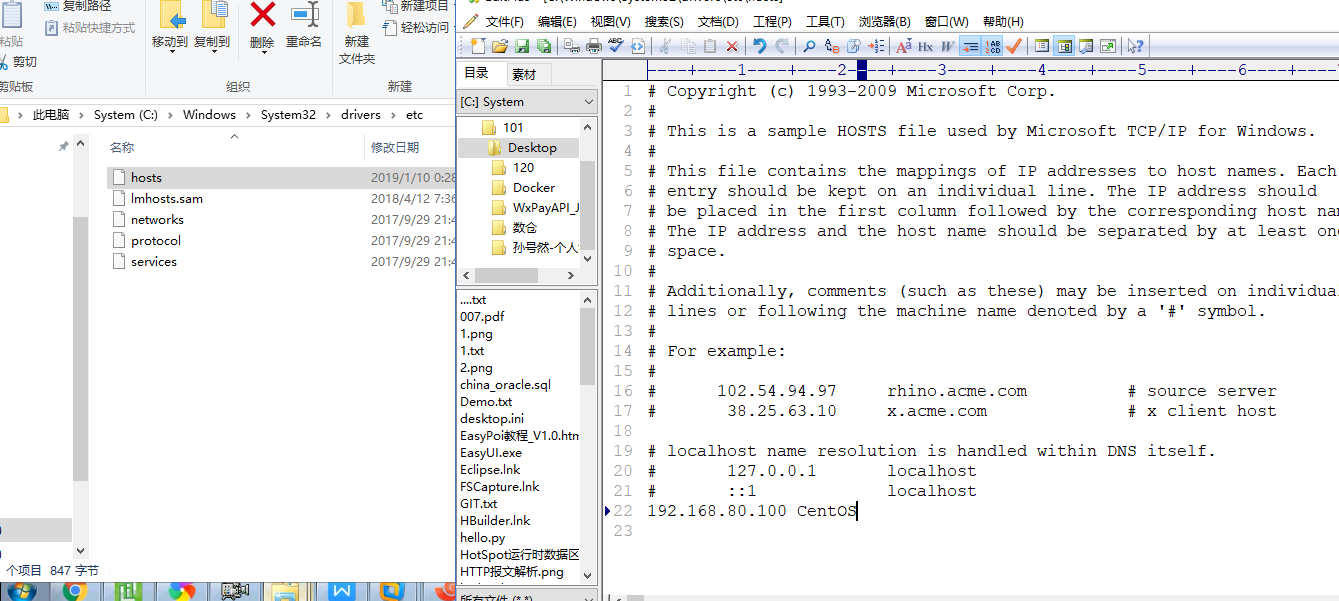 复制路径
粘贴快捷方式
粘贴
剪切
剪贴板
移动到 复制到 删除 重命名
组织
新建
文件夹
新建项目
轻松访问
新建
此电脑 › System (C:) › Windows › System32 › drivers › etc
名称 修改日期
hosts 2019/1/10 0:28
lmhosts.sam 2018/4/12 7:36
networks 2017/9/29 21:4
protocol 2017/9/29 21:4
services 2017/9/29 21:4
个项目 847 字节
文件(F) 编辑(E) 视图(V) 搜索(S) 文档(D) 工程(P) 工具(T) 浏览器(B) 窗口(W) 帮助(H)
目录 素材
[C:] System
101
Desktop
120
Docker
WxPayAPI_J
数仓
孙号然-个人
....txt
007.pdf
1.png
1.txt
2.png
china_oracle.sql
Demo.txt
desktop.ini
EasyPoi教程_V1.0.htm
EasyUI.exe
Eclipse.lnk
FSCapture.lnk
GIT.txt
HBuilder.lnk
hello.py
HotSpot运行时数据区
HTTP报文解析.png
所有文件 (*.*)
----+----1----+----2----+----3----+----4----+----5----+----6----+----
1 # Copyright (c) 1993-2009 Microsoft Corp.
2 #
3 # This is a sample HOSTS file used by Microsoft TCP/IP for Windows.
4 #
5 # This file contains the mappings of IP addresses to host names. Each
6 # entry should be kept on an individual line. The IP address should
7 # be placed in the first column followed by the corresponding host nam
8 # The IP address and the host name should be separated by at least one
9 # space.
10 #
11 # Additionally, comments (such as these) may be inserted on individua
12 # lines or following the machine name denoted by a '#' symbol.
13 #
14 # For example:
15 #
16 # 102.54.94.97 rhino.acme.com # source server
17 # 38.25.63.10 x.acme.com # x client host
18
19 # localhost name resolution is handled within DNS itself.
20 # 127.0.0.1 localhost
21 # ::1 localhost
22 192.168.80.100 CentOS
23